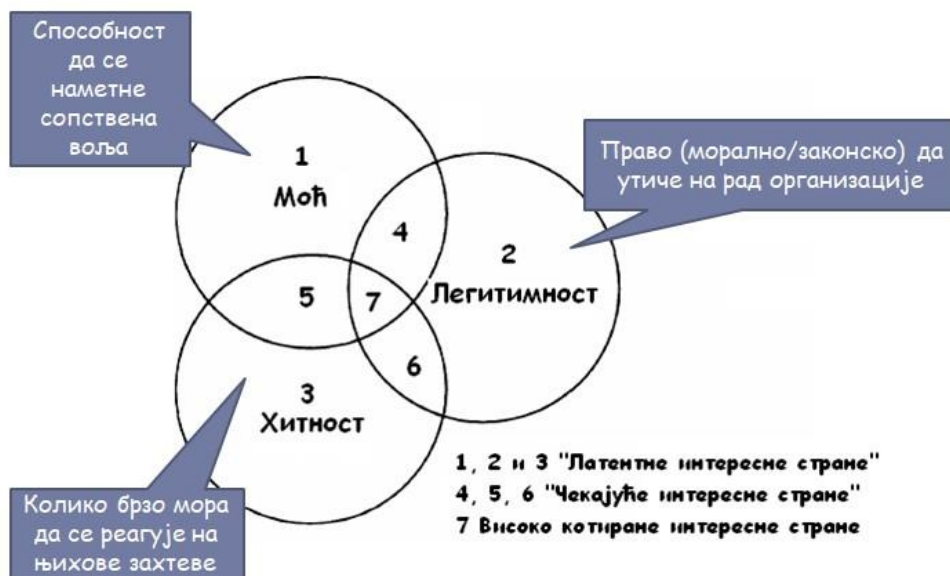 Способност
да се
наметне
сопствена
воља
1
Моћ
Право (морално/законско) да
утиче на рад организације
4
2
Легитимност
5
7
6
3
Хитност
Колико брзо мора
да се реагује на
њихове захтеве
1, 2 и 3 "Латентне интересне стране"
4, 5, 6 "Чекајуће интересне стране"
7 Високо котиране интересне стране